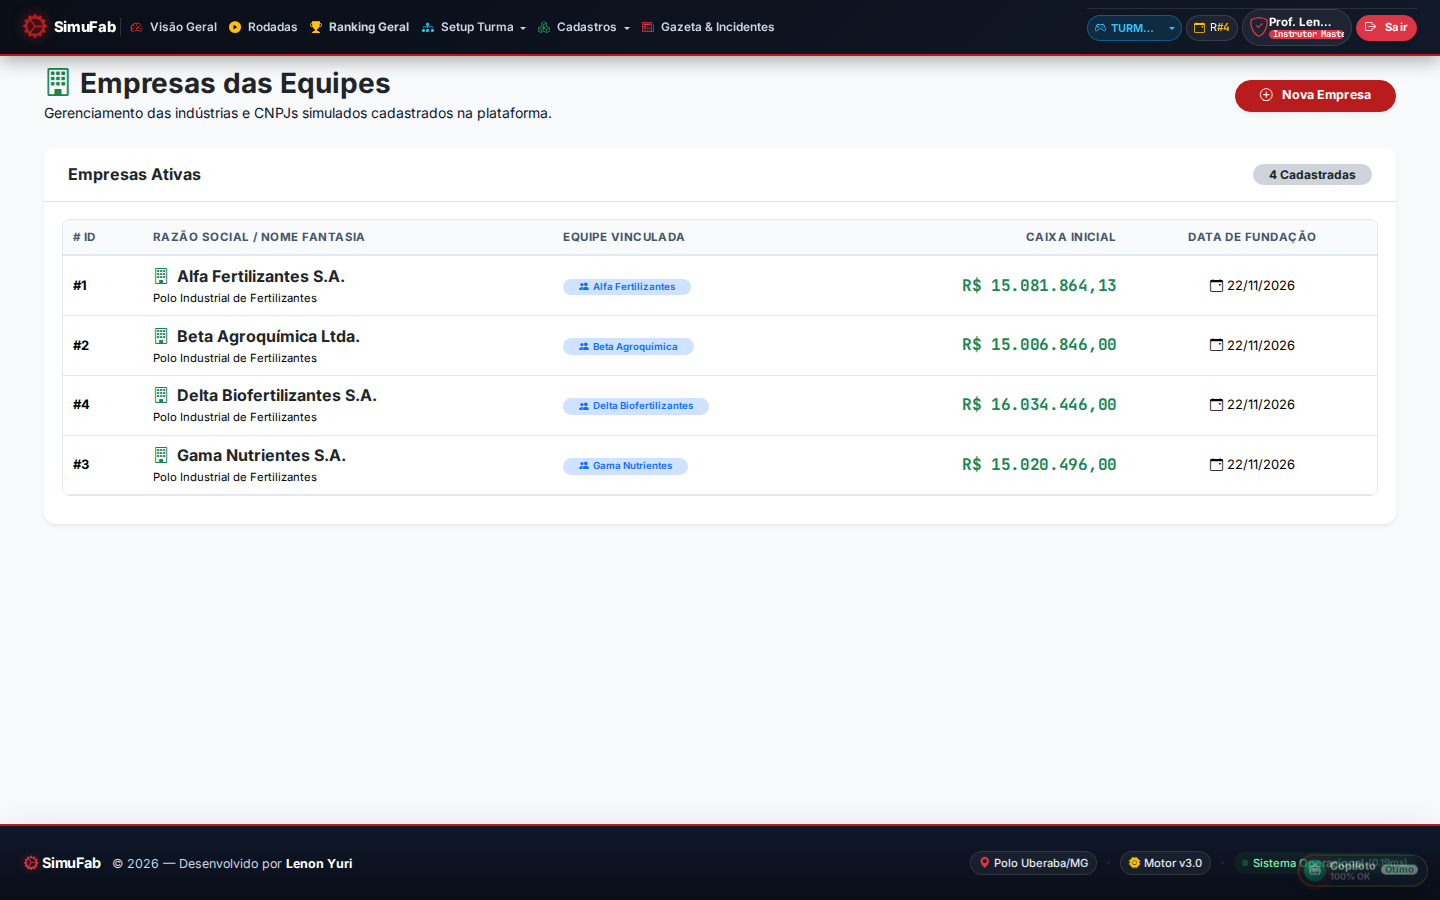 SimuFab
Visão Geral
Rodadas
Ranking Geral
Setup Turma
Cadastros
Gazeta & Incidentes
TURM...
R#4
Prof. Len...
Instrutor Maste
Sair
Empresas das Equipes
Gerenciamento das indústrias e CNPJs simulados cadastrados na plataforma.
Nova Empresa
Empresas Ativas
4 Cadastradas
# ID RAZÃO SOCIAL / NOME FANTASIA EQUIPE VINCULADA CAIXA INICIAL DATA DE FUNDAÇÃO
#1 Alfa Fertilizantes S.A. Alfa Fertilizantes R$ 15.081.864,13 22/11/2026
Polo Industrial de Fertilizantes
#2 Beta Agroquímica Ltda. Beta Agroquímica R$ 15.006.846,00 22/11/2026
Polo Industrial de Fertilizantes
#4 Delta Biofertilizantes S.A. Delta Biofertilizantes R$ 16.034.446,00 22/11/2026
Polo Industrial de Fertilizantes
#3 Gama Nutrientes S.A. Gama Nutrientes R$ 15.020.496,00 22/11/2026
Polo Industrial de Fertilizantes
SimuFab © 2026 — Desenvolvido por Lenon Yuri
Polo Uberaba/MG
Motor v3.0
Sistema Operacional (0.19ms)
Copiloto
100% OK
Ótimo